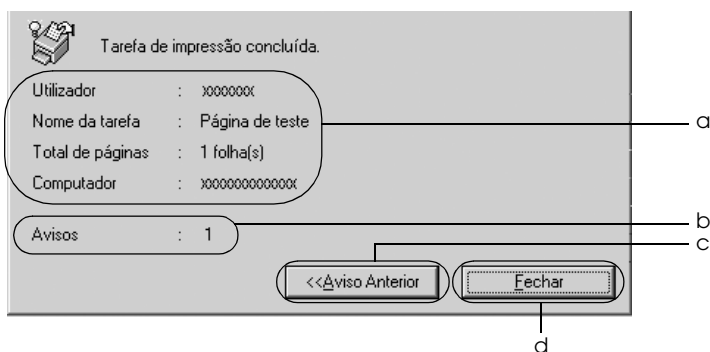 Tarefa de impressão concluída.
Utilizador : xxxxxxx
Nome da tarefa : Página de teste
Total de páginas : 1 folha(s)
Computador : xxxxxxxxxxxxx
Avisos : 1
<<Aviso Anterior Fechar
a
b
c
d